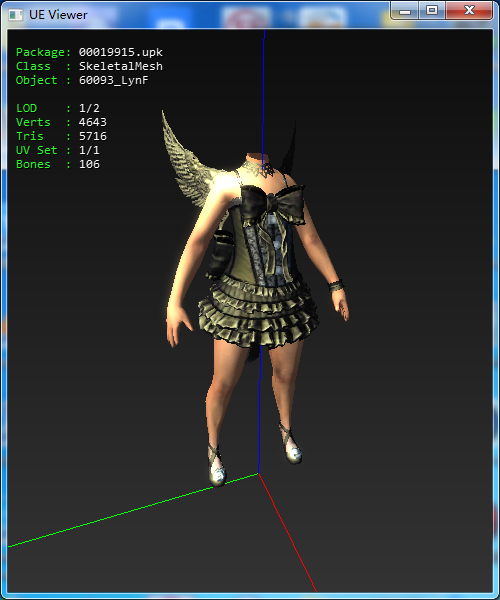 UE Viewer
Package: 00019915.upk
Class : SkeletalMesh
Object : 60093_LynF
LOD : 1/2
Verts : 4643
Tris : 5716
UV Set : 1/1
Bones : 106